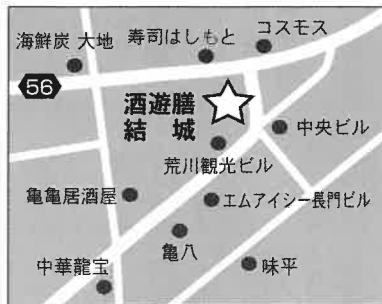 コスモス
寿司はしもと
海鮮炭 大地
56
酒遊膳
結城
中央ビル
荒川観光ビル
亀亀居酒屋
エムアイシー長門ビル
亀八
中華龍宝
味平